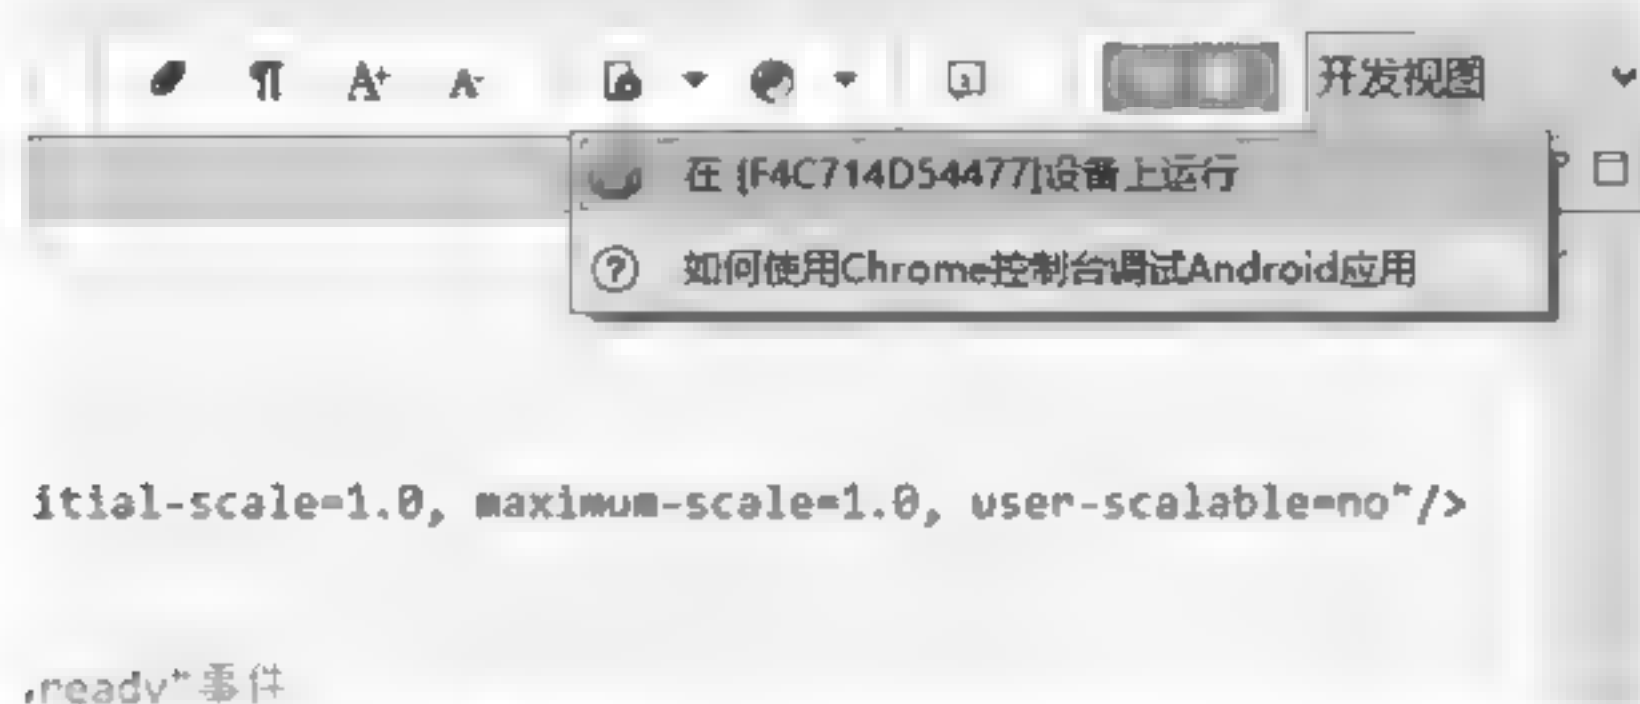 开发视图
在 [F4C714D54477]设备上运行
如何使用Chrome控制台调试Android应用
itial-scale=1.0, maximum-scale=1.0, user-scalable=no"/>
ready"事件